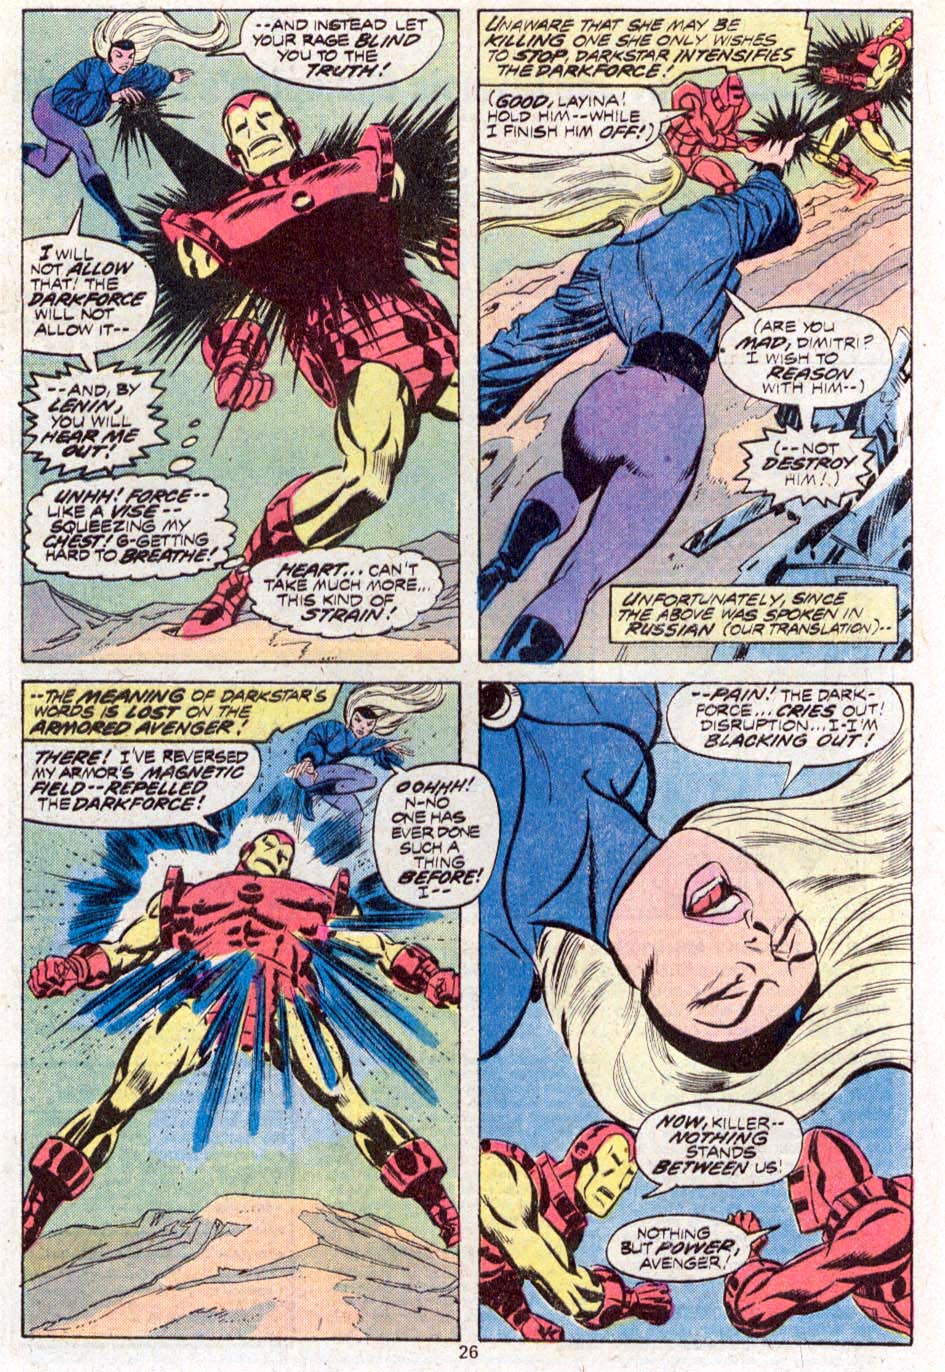 --AND INSTEAD LET
YOUR RAGE BLIND
YOU TO THE
TRUTH!
I WILL
NOT ALLOW
THAT! THE
DARKFORCE
WILL NOT
ALLOW IT--
--AND, BY
LENIN,
YOU WILL
HEAR ME
OUT!
UNHH! FORCE--
LIKE A VISE--
SQUEEZING MY
CHEST! G-GETTING
HARD TO BREATHE!
HEART... CAN'T
TAKE MUCH MORE...
THIS KIND OF
STRAIN!
UNAWARE THAT SHE MAY BE
KILLING ONE SHE ONLY WISHES
TO STOP, DARKSTAR INTENSIFIES
THE DARKFORCE!
(GOOD, LAYINA!
HOLD HIM--WHILE
I FINISH HIM OFF!)
(ARE YOU
MAD, DIMITRI?
I WISH TO
REASON
WITH HIM--)
(--NOT
DESTROY
HIM!)
UNFORTUNATELY, SINCE
THE ABOVE WAS SPOKEN IN
RUSSIAN (OUR TRANSLATION)--
--THE MEANING OF DARKSTAR'S
WORDS IS LOST ON THE
ARMORED AVENGER!
THERE! I'VE REVERSED
MY ARMOR'S MAGNETIC
FIELD--REPELLED
THE DARKFORCE!
OOHHH!
N-NO
ONE HAS
EVER DONE
SUCH A
THING
BEFORE!
I--
--PAIN! THE DARK-
FORCE... CRIES OUT!
DISRUPTION... I-I'M
BLACKING OUT!
NOW, KILLER--
NOTHING
STANDS
BETWEEN US!
NOTHING
BUT POWER,
AVENGER!
26